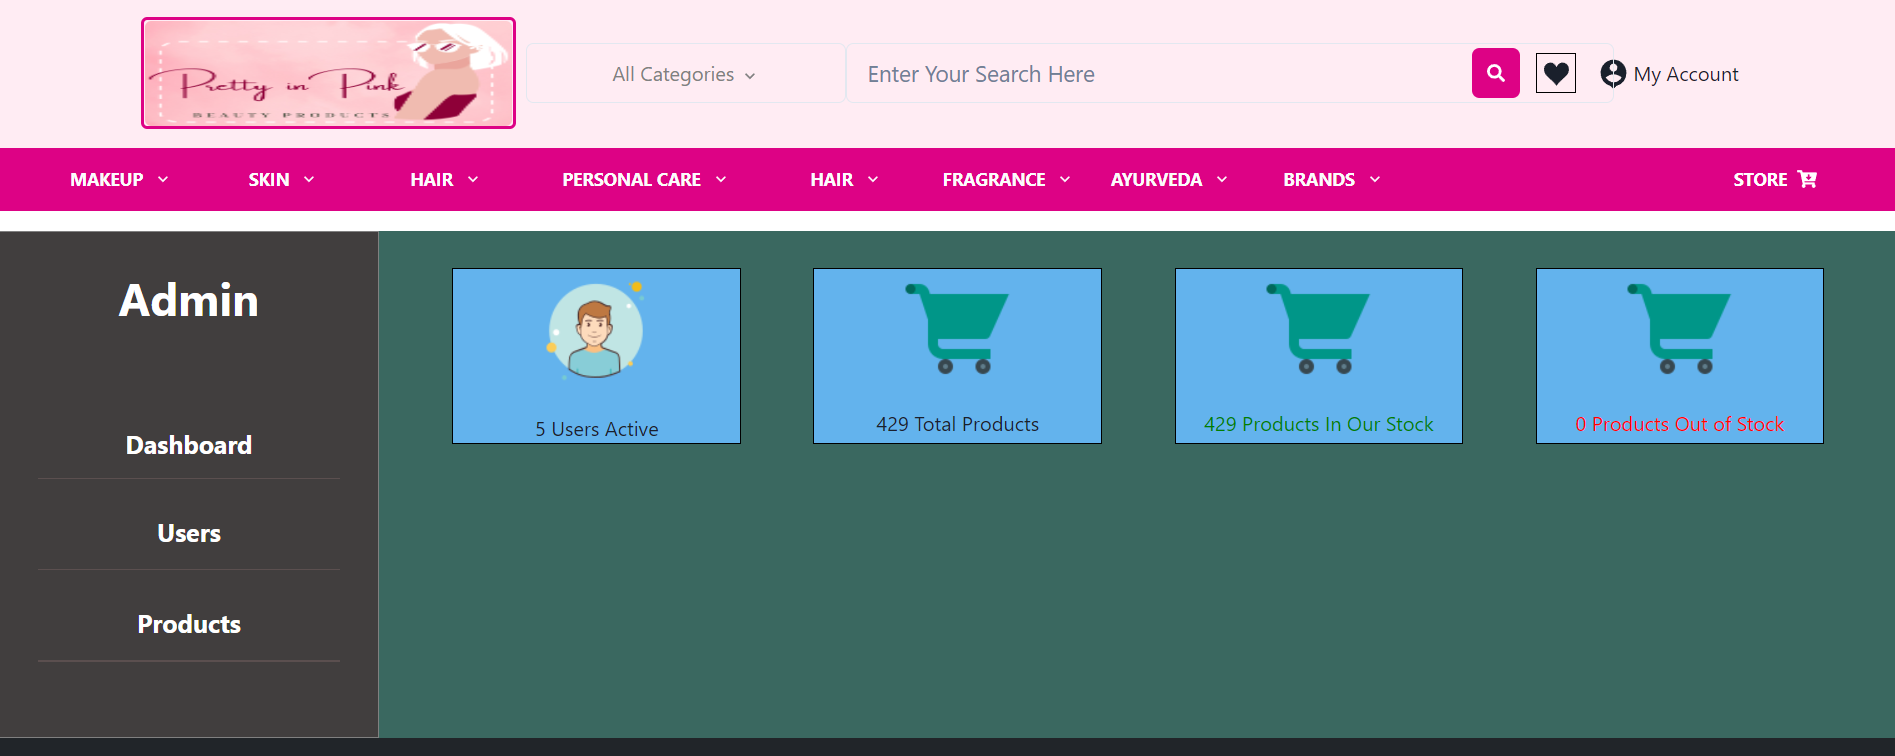 Pretty in Pink
BEAUTY PRODUCTS
All Categories
Enter Your Search Here
My Account
MAKEUP
SKIN
HAIR
PERSONAL CARE
HAIR
FRAGRANCE
AYURVEDA
BRANDS
STORE
Admin
Dashboard
Users
Products
5 Users Active
429 Total Products
429 Products In Our Stock
0 Products Out of Stock